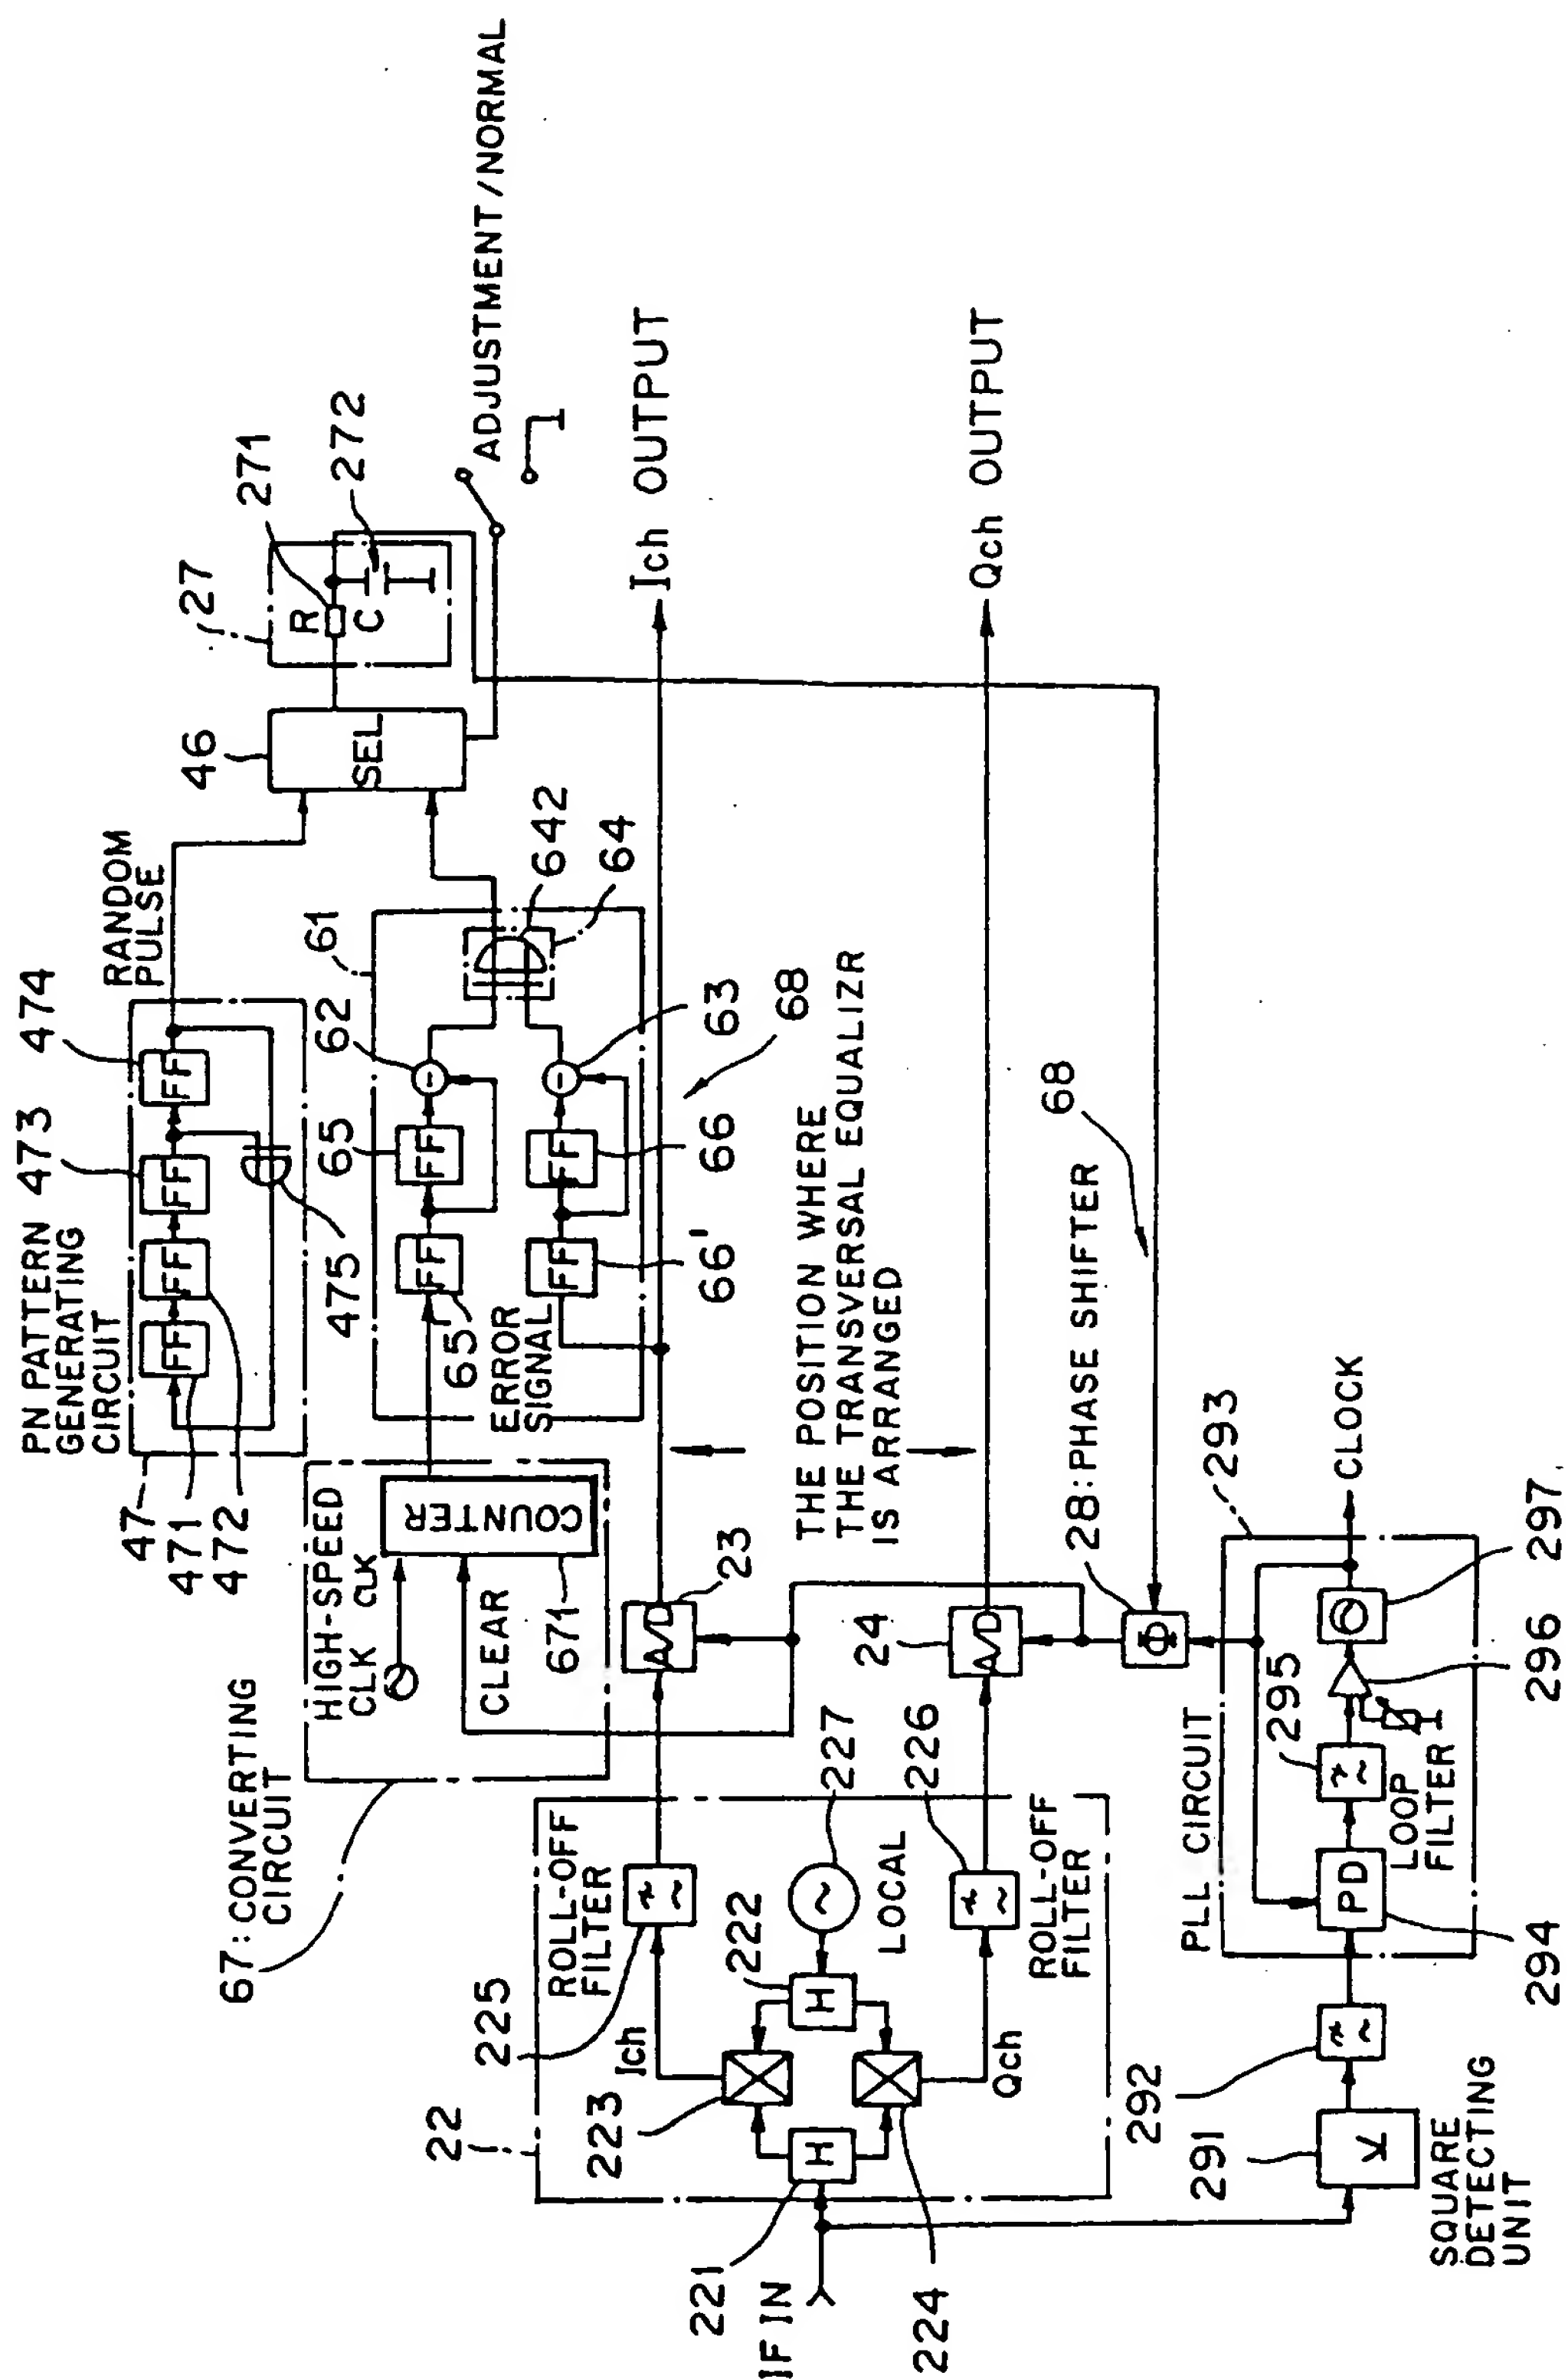 PN PATTERN
GENERATING
CIRCUIT
47
471
472
473
474
475
FF
FF
FF
FF
RANDOM
PULSE
46
SEL
27
R
C
271
272
ADJUSTMENT/NORMAL
67: CONVERTING
CIRCUIT
HIGH-SPEED
CLK
CLK
CLEAR
COUNTER
671
61
62
63
64
642
65
65
66
66'
FF
FF
FF
FF
-
-
ERROR
SIGNAL
68
Ich OUTPUT
Qch OUTPUT
THE POSITION WHERE
THE TRANSVERSAL EQUALIZR
IS ARRANGED
23
A/D
24
A/D
68
28: PHASE SHIFTER
Φ
22
225
ROLL-OFF
FILTER
Ich
223
222
H
227
LOCAL
226
221
H
IF IN
224
Qch
ROLL-OFF
FILTER
291
SQUARE
DETECTING
UNIT
292
PLL CIRCUIT
293
PD
294
295
LOOP
FILTER
296
297
CLOCK